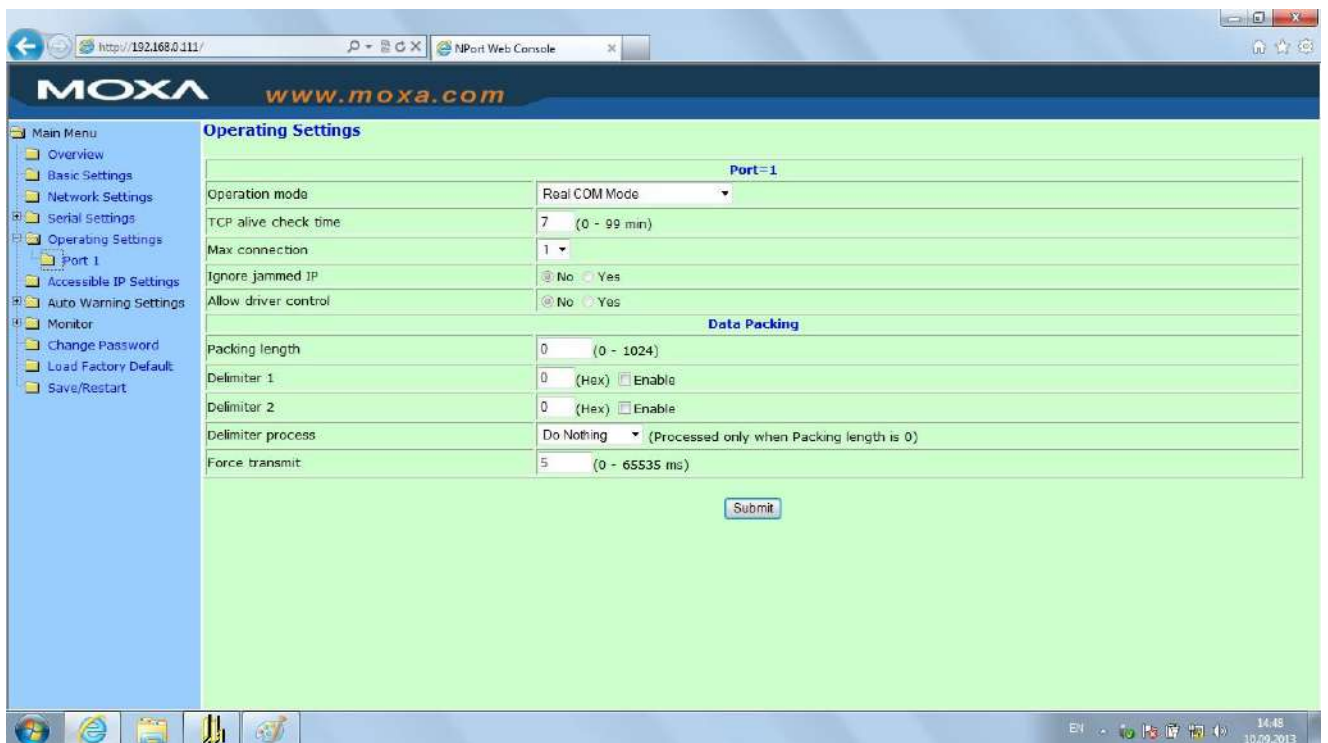 http://192.168.0.111/
NPort Web Console
MOXA www.moxa.com
Main Menu
Overview
Basic Settings
Network Settings
Serial Settings
Operating Settings
Port 1
Accessible IP Settings
Auto Warning Settings
Monitor
Change Password
Load Factory Default
Save/Restart
Operating Settings
Port=1
Operation mode Real COM Mode
TCP alive check time 7 (0 - 99 min)
Max connection 1
Ignore jammed IP No Yes
Allow driver control No Yes
Data Packing
Packing length 0 (0 - 1024)
Delimiter 1 0 (Hex) Enable
Delimiter 2 0 (Hex) Enable
Delimiter process Do Nothing (Processed only when Packing length is 0)
Force transmit 5 (0 - 65535 ms)
Submit
EN 14:48
10.09.2013